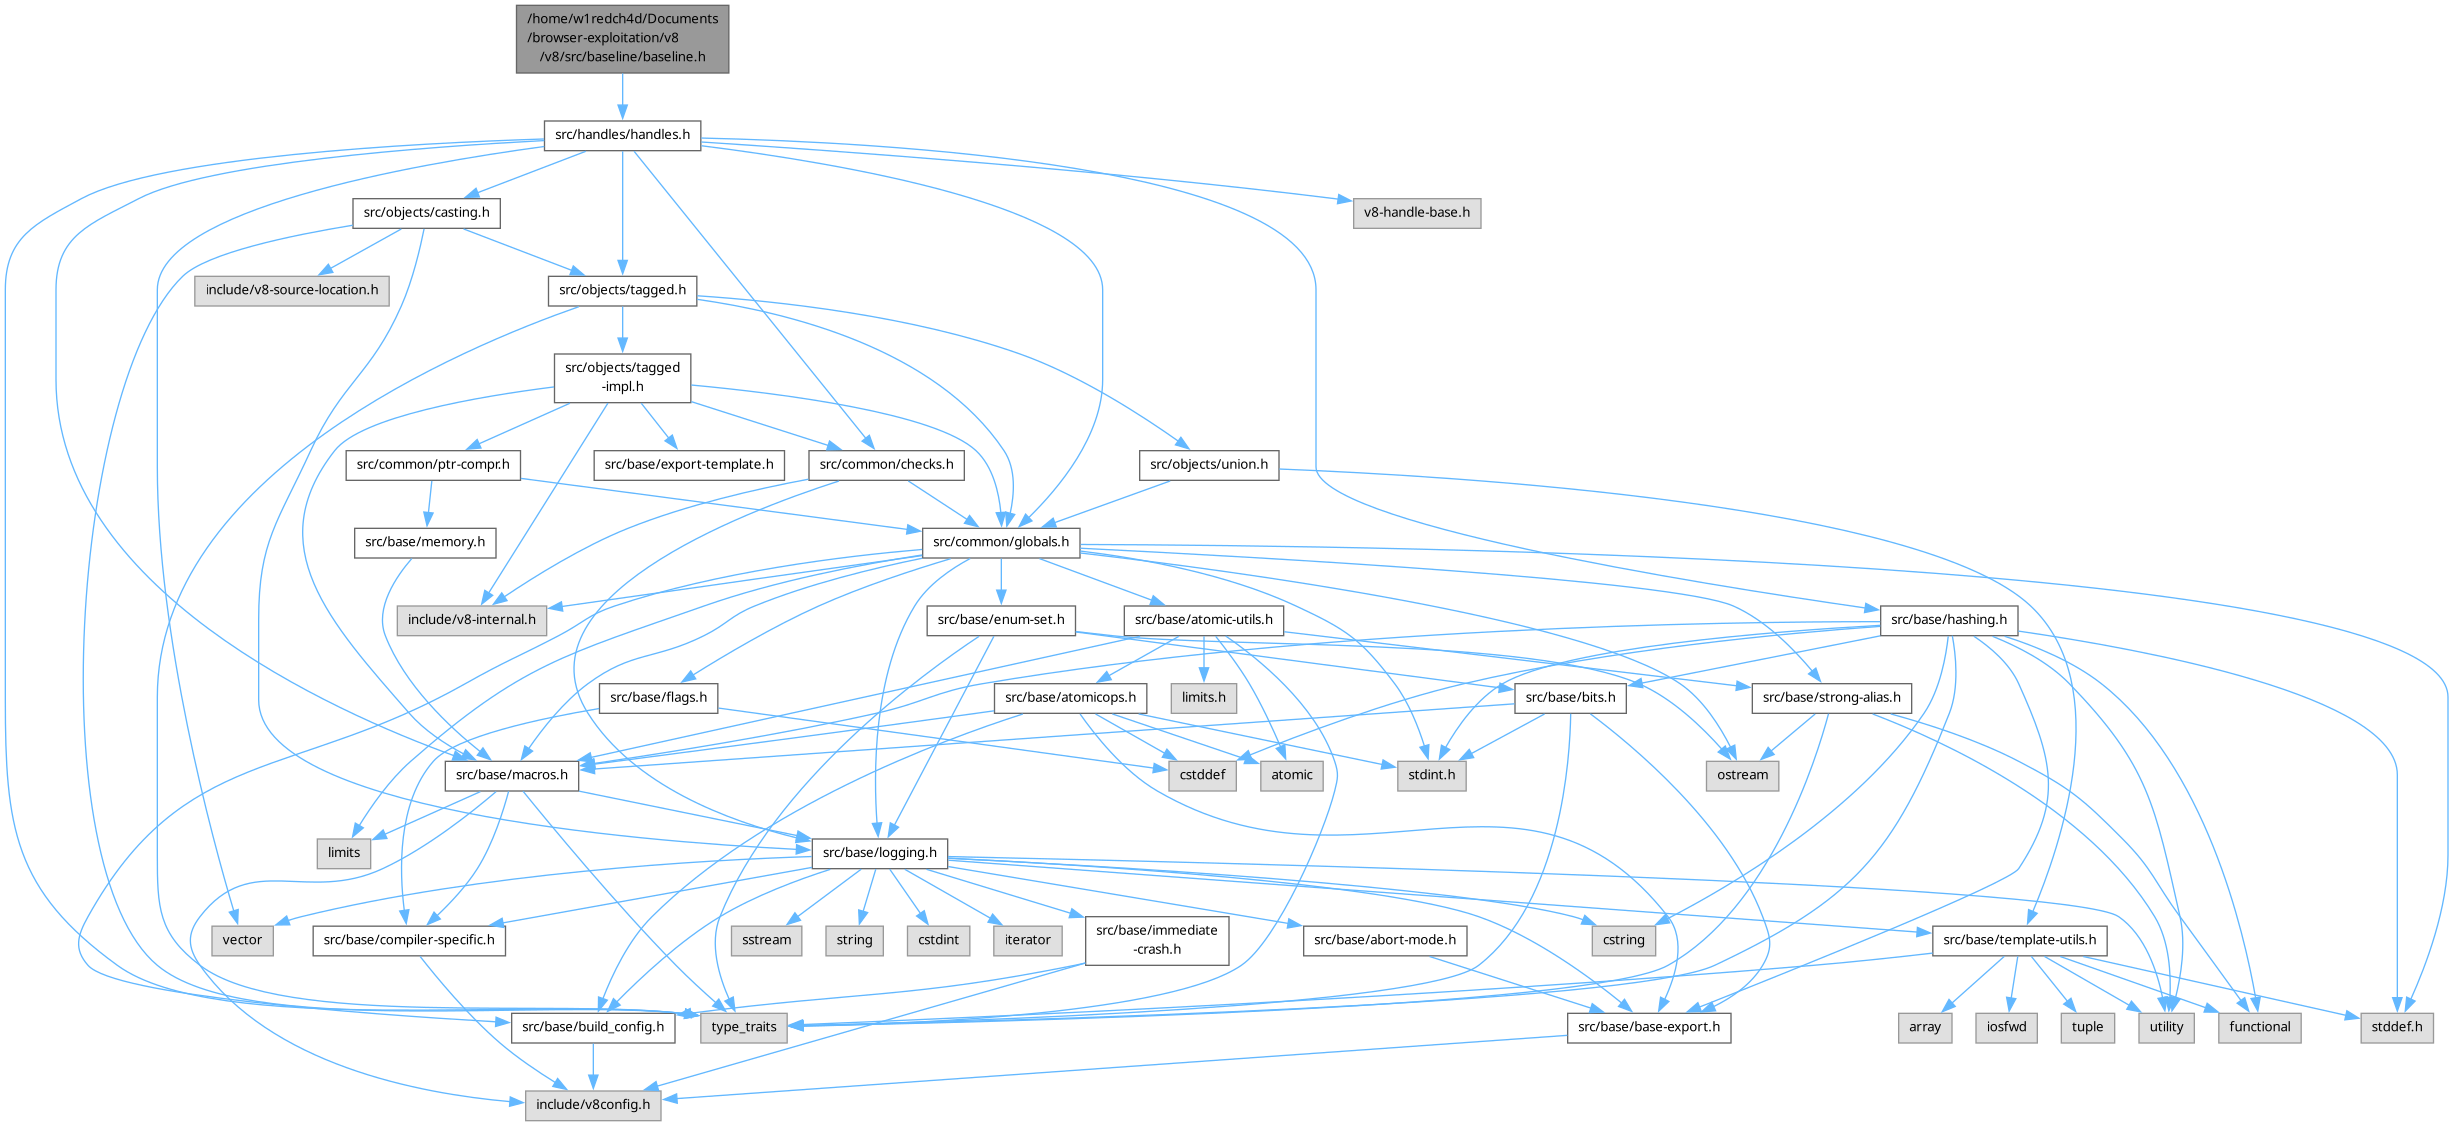 /home/w1redch4d/Documents
/browser-exploitation/v8
/v8/src/baseline/baseline.h
src/handles/handles.h
src/objects/casting.h
v8-handle-base.h
include/v8-source-location.h
src/objects/tagged.h
src/objects/tagged
-impl.h
src/common/ptr-compr.h
src/base/export-template.h
src/common/checks.h
src/objects/union.h
src/base/memory.h
src/common/globals.h
include/v8-internal.h
src/base/enum-set.h
src/base/atomic-utils.h
src/base/hashing.h
src/base/flags.h
src/base/atomicops.h
limits.h
src/base/bits.h
src/base/strong-alias.h
src/base/macros.h
cstddef
atomic
stdint.h
ostream
limits
src/base/logging.h
vector
src/base/compiler-specific.h
sstream
string
cstdint
iterator
src/base/immediate
-crash.h
src/base/abort-mode.h
cstring
src/base/template-utils.h
src/base/build_config.h
type_traits
src/base/base-export.h
array
iosfwd
tuple
utility
functional
stddef.h
include/v8config.h